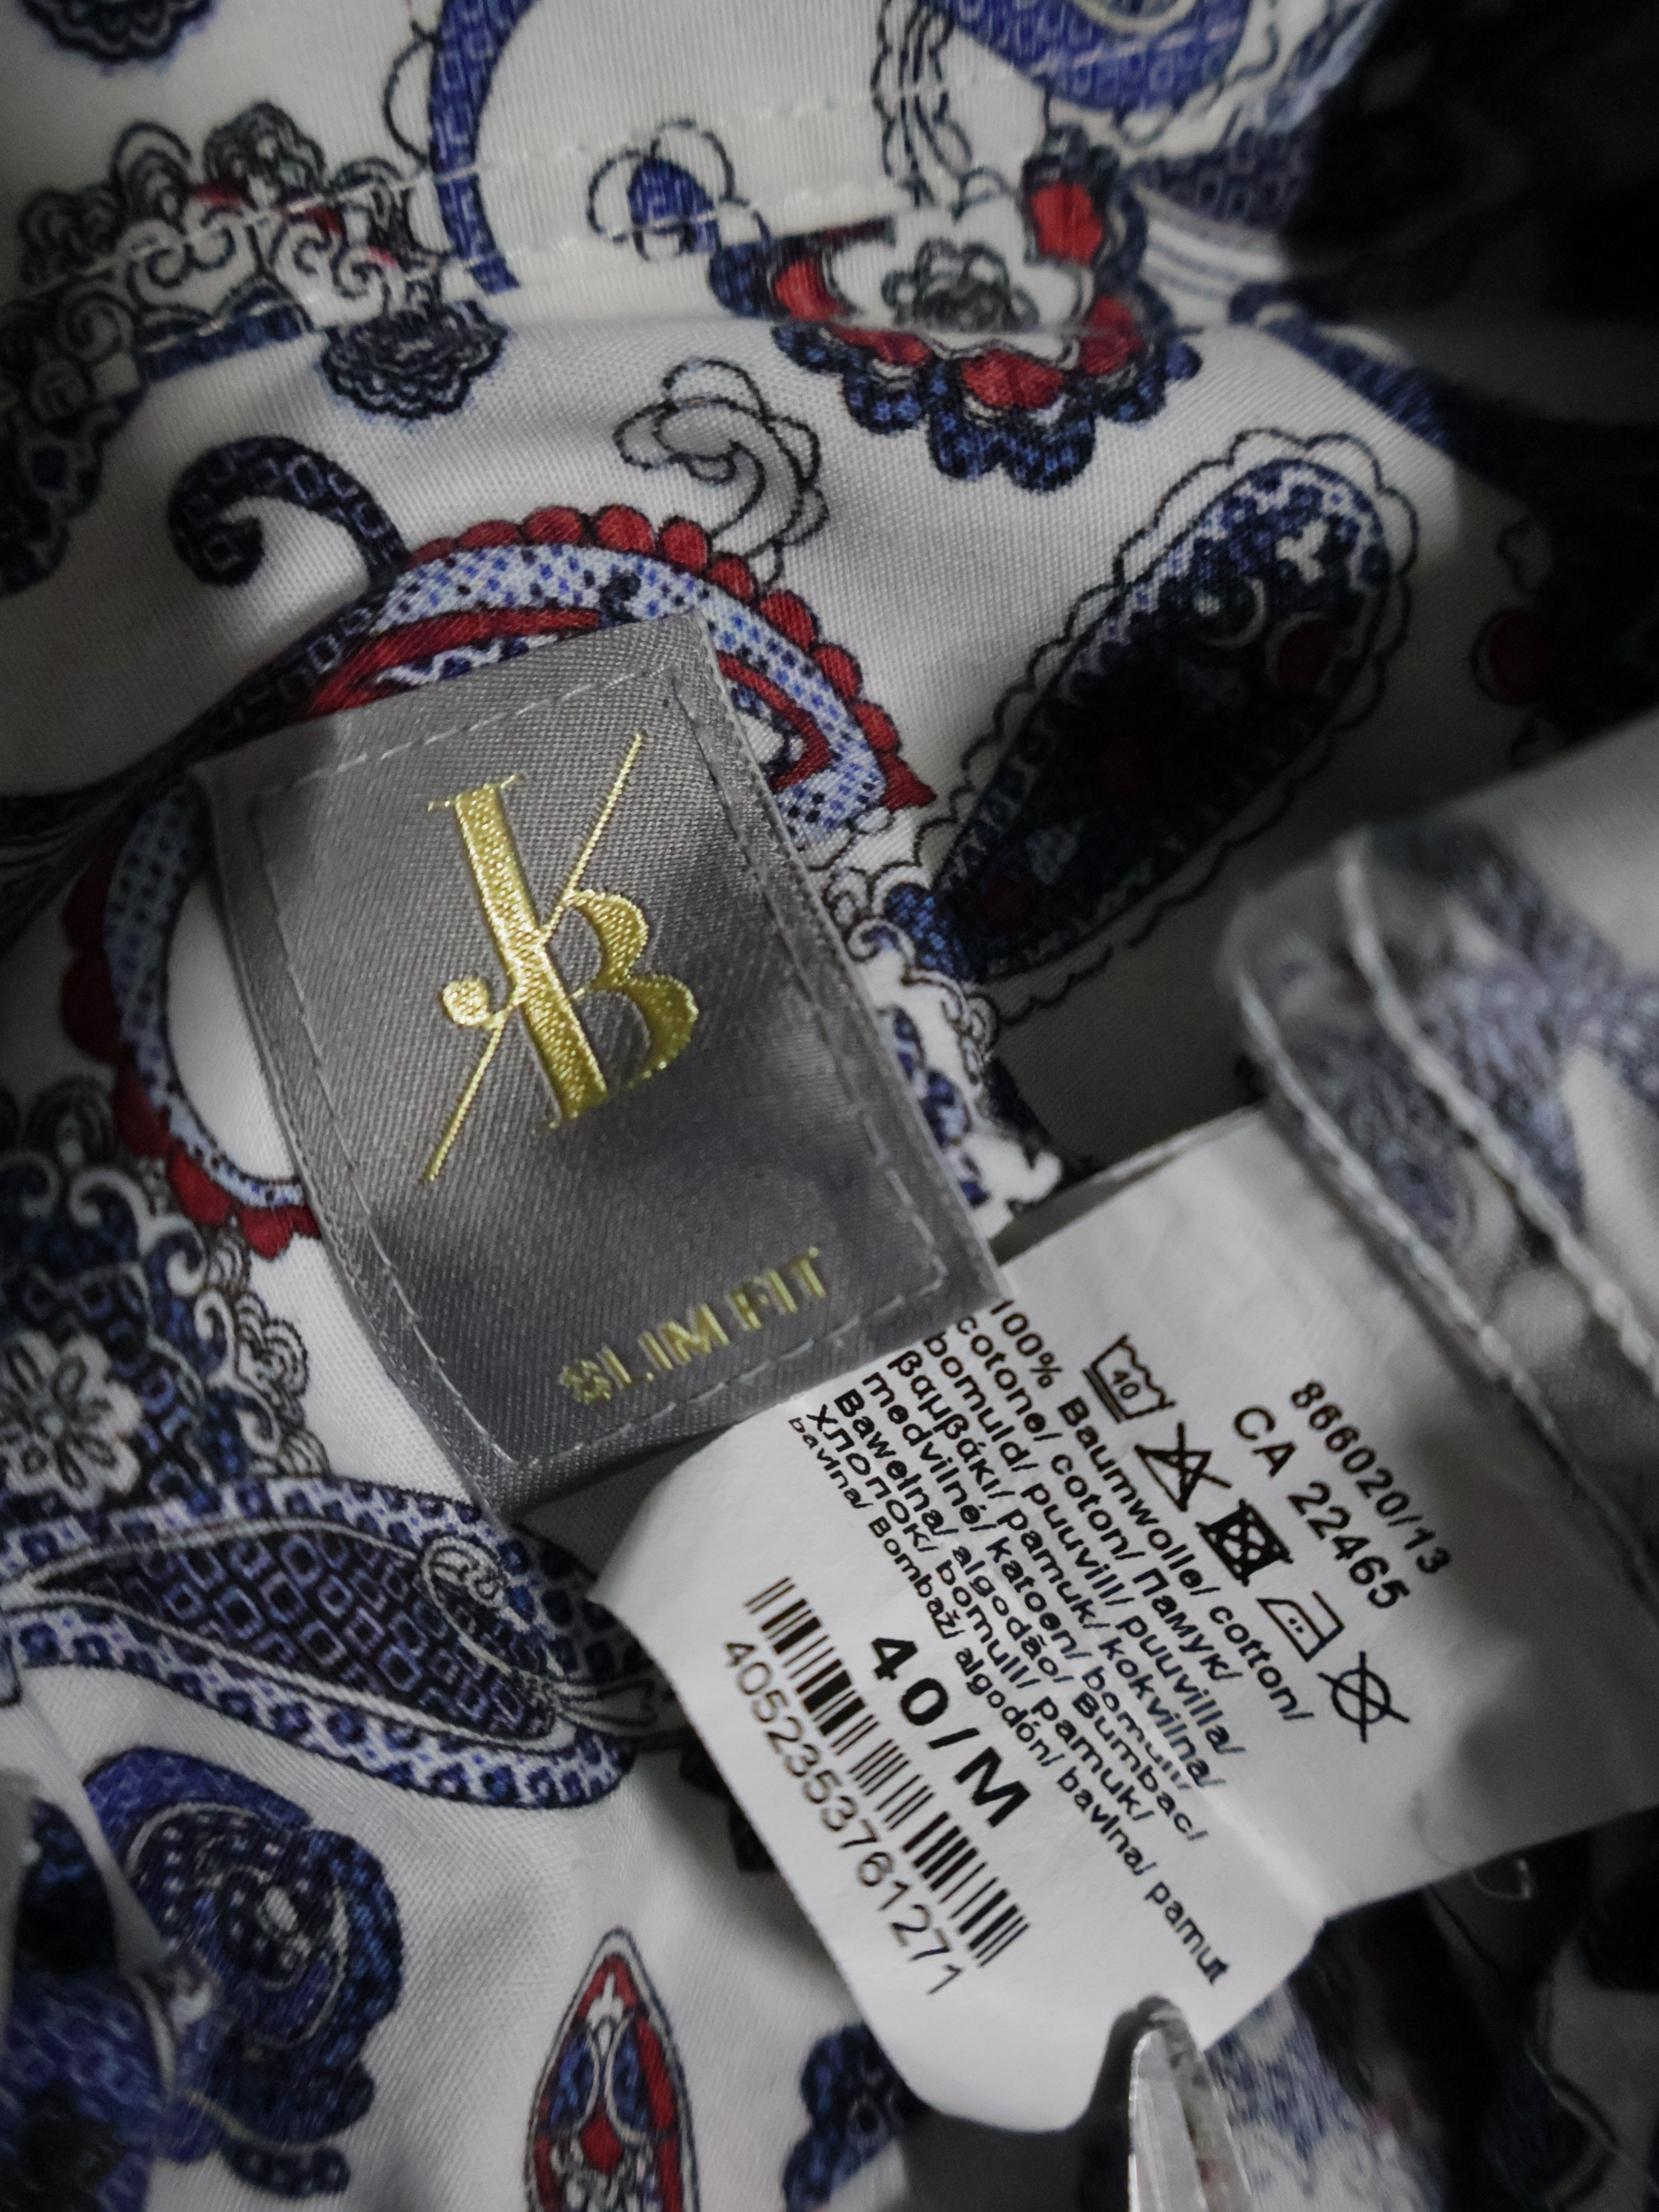 JB
SLIM FIT
866020/13
CA 22465
40
100% Baumwolle/ cotton/
cotone/ coton/ Памук/
bomuld/ puuvill/ puuvilla/
βαμβάκι/ pamuk/ kokvilna/
medvilnė/ katoen/ bomull/
Bawełna/ algodão/ Bumbac/
ХЛОПОК/ bomull/ pamuk/
bavlna/ Bombaž/ algodón/ bavlna/ pamut
40/M
4052353761271